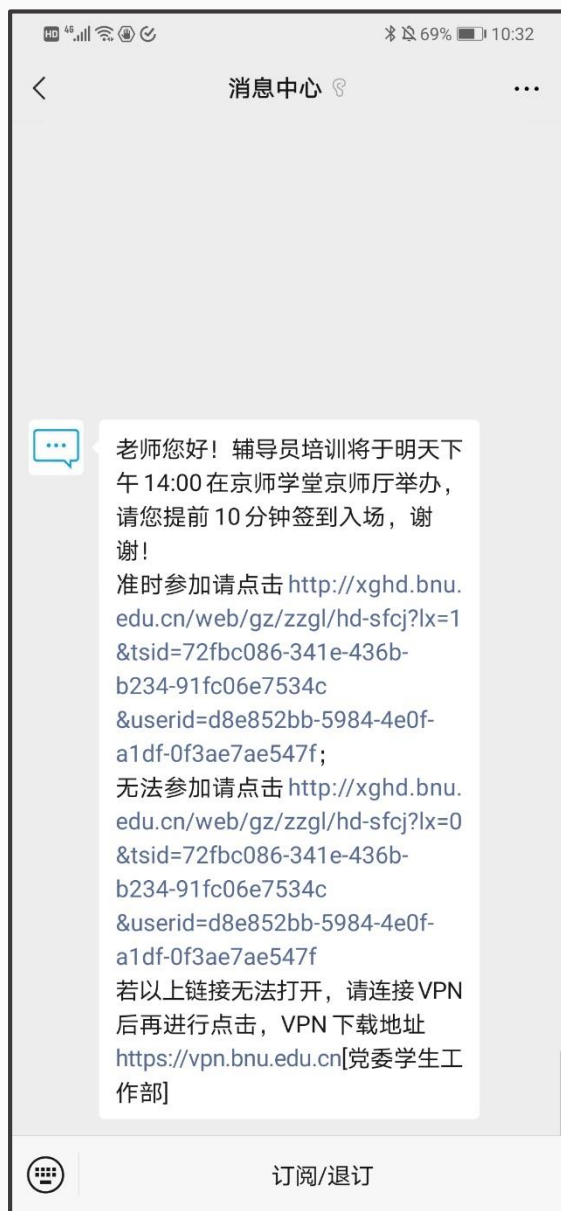 HD 4G 69% 10:32
消息中心
老师您好！辅导员培训将于明天下
午 14:00 在京师学堂京师厅举办，
请您提前 10 分钟签到入场，谢
谢！
准时参加请点击 http://xghd.bnu.
edu.cn/web/gz/zzgl/hd-sfcj?lx=1
&tsid=72fbc086-341e-436b-
b234-91fc06e7534c
&userid=d8e852bb-5984-4e0f-
a1df-0f3ae7ae547f；
无法参加请点击 http://xghd.bnu.
edu.cn/web/gz/zzgl/hd-sfcj?lx=0
&tsid=72fbc086-341e-436b-
b234-91fc06e7534c
&userid=d8e852bb-5984-4e0f-
a1df-0f3ae7ae547f
若以上链接无法打开，请连接 VPN
后再进行点击，VPN 下载地址
https://vpn.bnu.edu.cn[党委学生工
作部]
订阅/退订